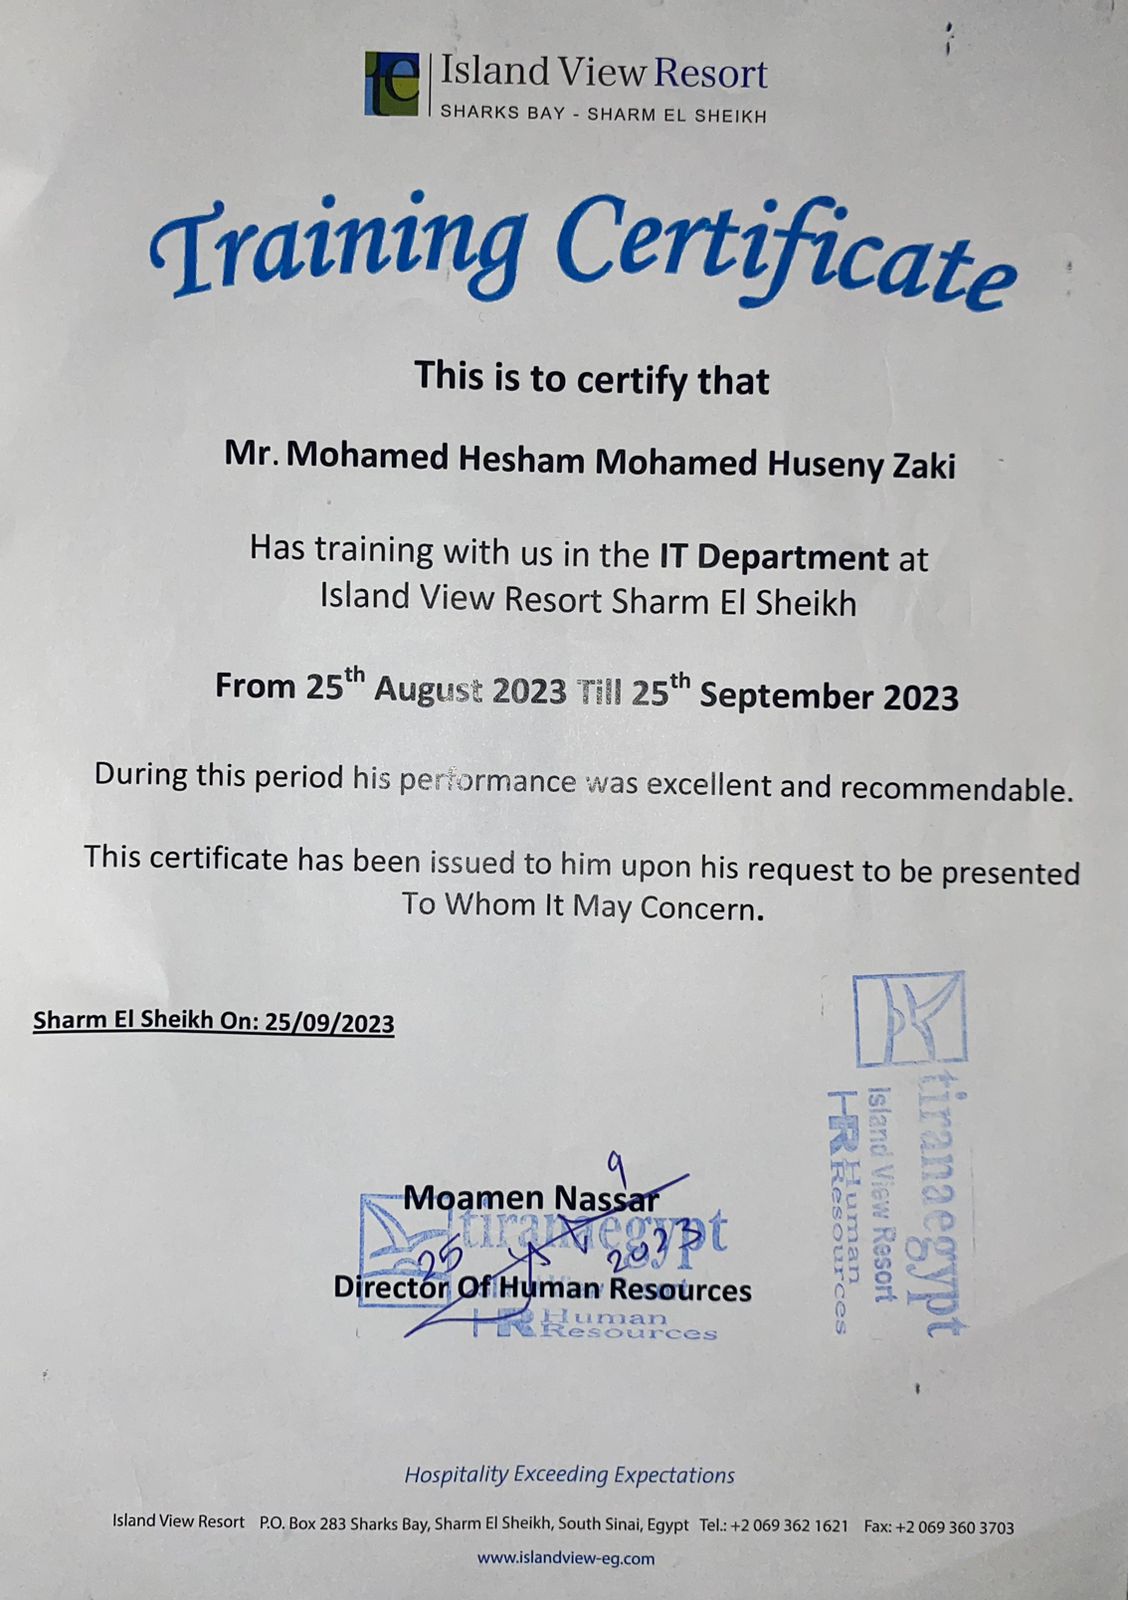 te
Island View Resort
SHARKS BAY - SHARM EL SHEIKH
Training Certificate
This is to certify that
Mr. Mohamed Hesham Mohamed Huseny Zaki
Has training with us in the IT Department at
Island View Resort Sharm El Sheikh
From 25th August 2023 Till 25th September 2023
During this period his performance was excellent and recommendable.
This certificate has been issued to him upon his request to be presented
To Whom It May Concern.
Sharm El Sheikh On: 25/09/2023
tiranaegypt
Island View Resort
HR Human
Resources
9
Moamen Nassar
tiranaegypt
25 2023
Director Of Human Resources
HR Human
Resources
Hospitality Exceeding Expectations
Island View Resort P.O. Box 283 Sharks Bay, Sharm El Sheikh, South Sinai, Egypt Tel.: +2 069 362 1621 Fax: +2 069 360 3703
www.islandview-eg.com